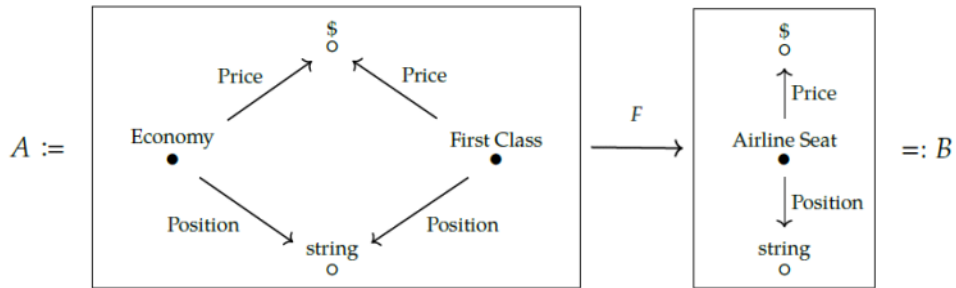 $
$
Price
Price
Price
F
A :=
Economy
First Class
Airline Seat
=: B
Position
Position
Position
string
string